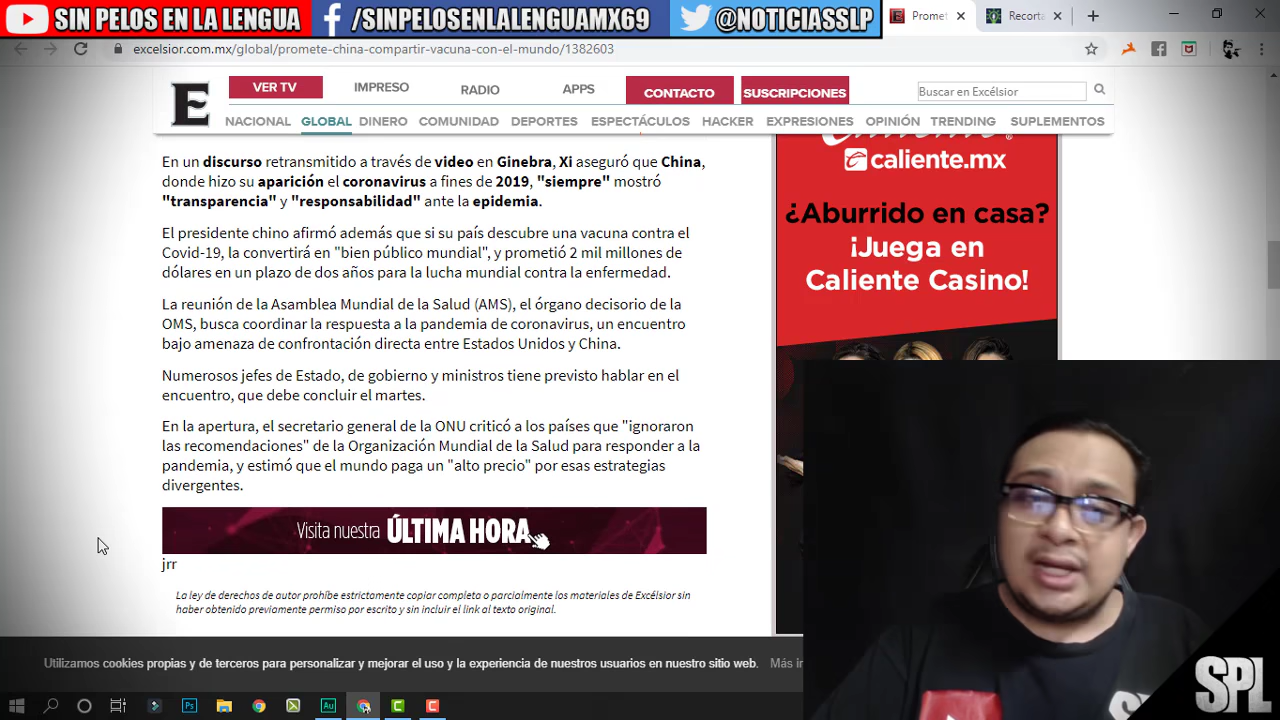 SIN PELOS EN LA LENGUA
/SINPELOSENLALENGUAMX69
@NOTICIASSLP
Promet
Recorta
excelsior.com.mx/global/promete-china-compartir-vacuna-con-el-mundo/1382603
E
VER TV
IMPRESO
RADIO
APPS
CONTACTO
SUSCRIPCIONES
Buscar en Excélsior
NACIONAL GLOBAL DINERO COMUNIDAD DEPORTES ESPECTÁCULOS HACKER EXPRESIONES OPINIÓN TRENDING SUPLEMENTOS
En un discurso retransmitido a través de video en Ginebra, Xi aseguró que China,
donde hizo su aparición el coronavirus a fines de 2019, "siempre" mostró
"transparencia" y "responsabilidad" ante la epidemia.
El presidente chino afirmó además que si su país descubre una vacuna contra el
Covid-19, la convertirá en "bien público mundial", y prometió 2 mil millones de
dólares en un plazo de dos años para la lucha mundial contra la enfermedad.
La reunión de la Asamblea Mundial de la Salud (AMS), el órgano decisorio de la
OMS, busca coordinar la respuesta a la pandemia de coronavirus, un encuentro
bajo amenaza de confrontación directa entre Estados Unidos y China.
Numerosos jefes de Estado, de gobierno y ministros tiene previsto hablar en el
encuentro, que debe concluir el martes.
En la apertura, el secretario general de la ONU criticó a los países que "ignoraron
las recomendaciones" de la Organización Mundial de la Salud para responder a la
pandemia, y estimó que el mundo paga un "alto precio" por esas estrategias
divergentes.
Visita nuestra ÚLTIMA HORA
jrr
La ley de derechos de autor prohíbe estrictamente copiar completa o parcialmente los materiales de Excélsior sin
haber obtenido previamente permiso por escrito y sin incluir el link al texto original.
caliente.mx
¿Aburrido en casa?
¡Juega en
Caliente Casino!
Utilizamos cookies propias y de terceros para personalizar y mejorar el uso y la experiencia de nuestros usuarios en nuestro sitio web. Más in
Ps
Au
C
C
SPL